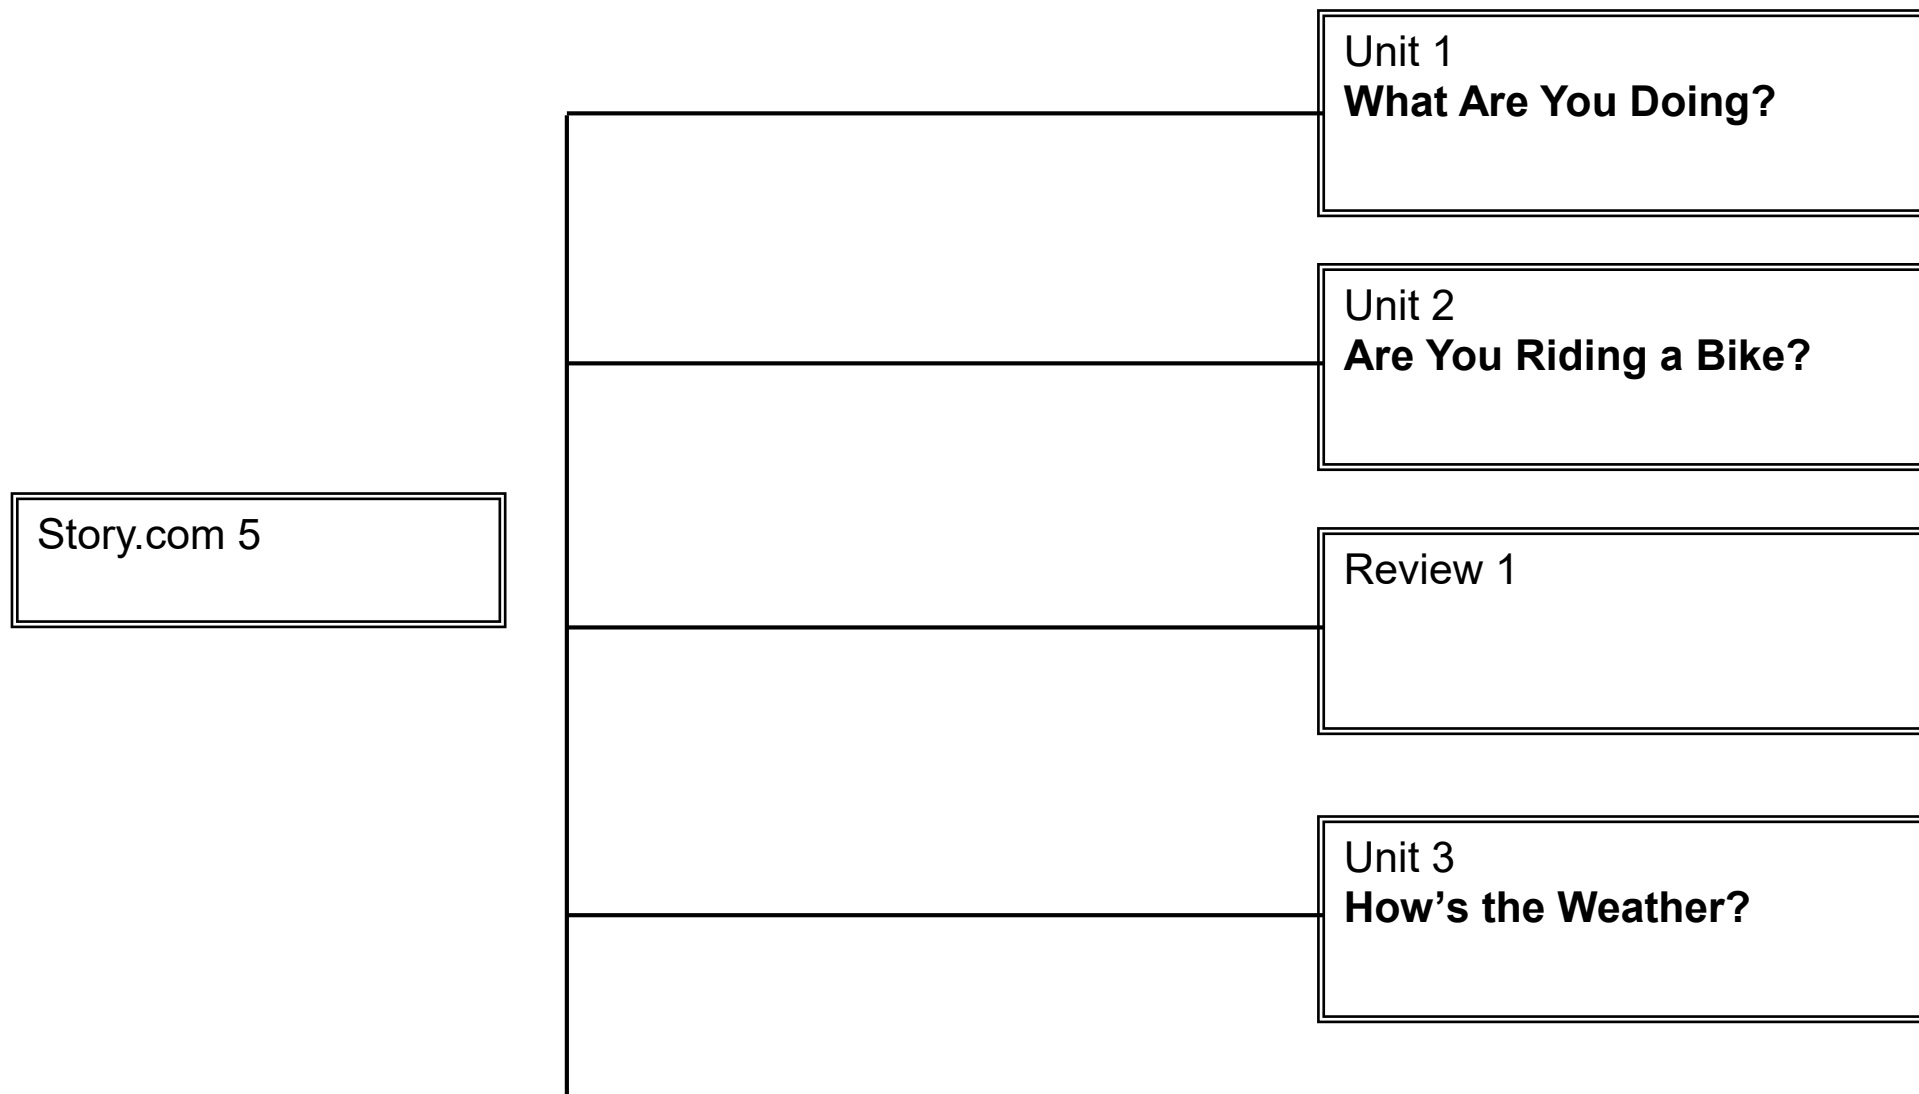 Unit 1
What Are You Doing?
Unit 2
Are You Riding a Bike?
Story.com 5
Review 1
Unit 3
How’s the Weather?